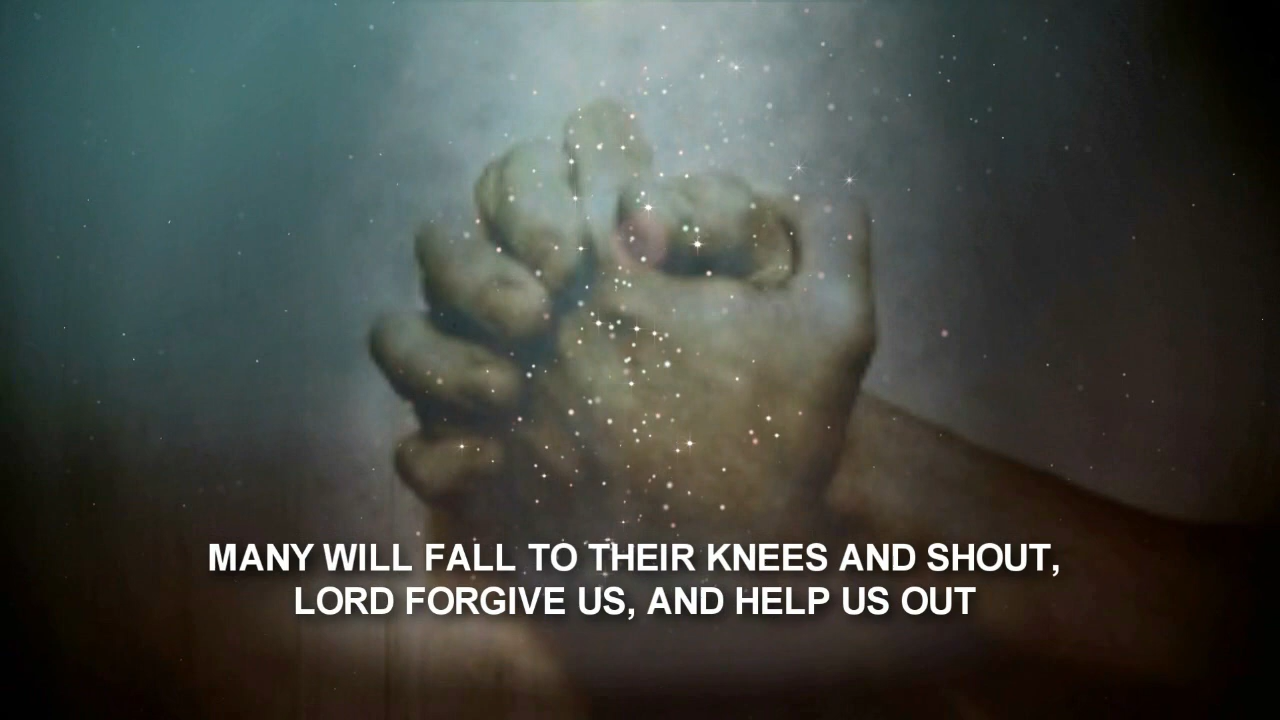 MANY WILL FALL TO THEIR KNEES AND SHOUT,
LORD FORGIVE US, AND HELP US OUT